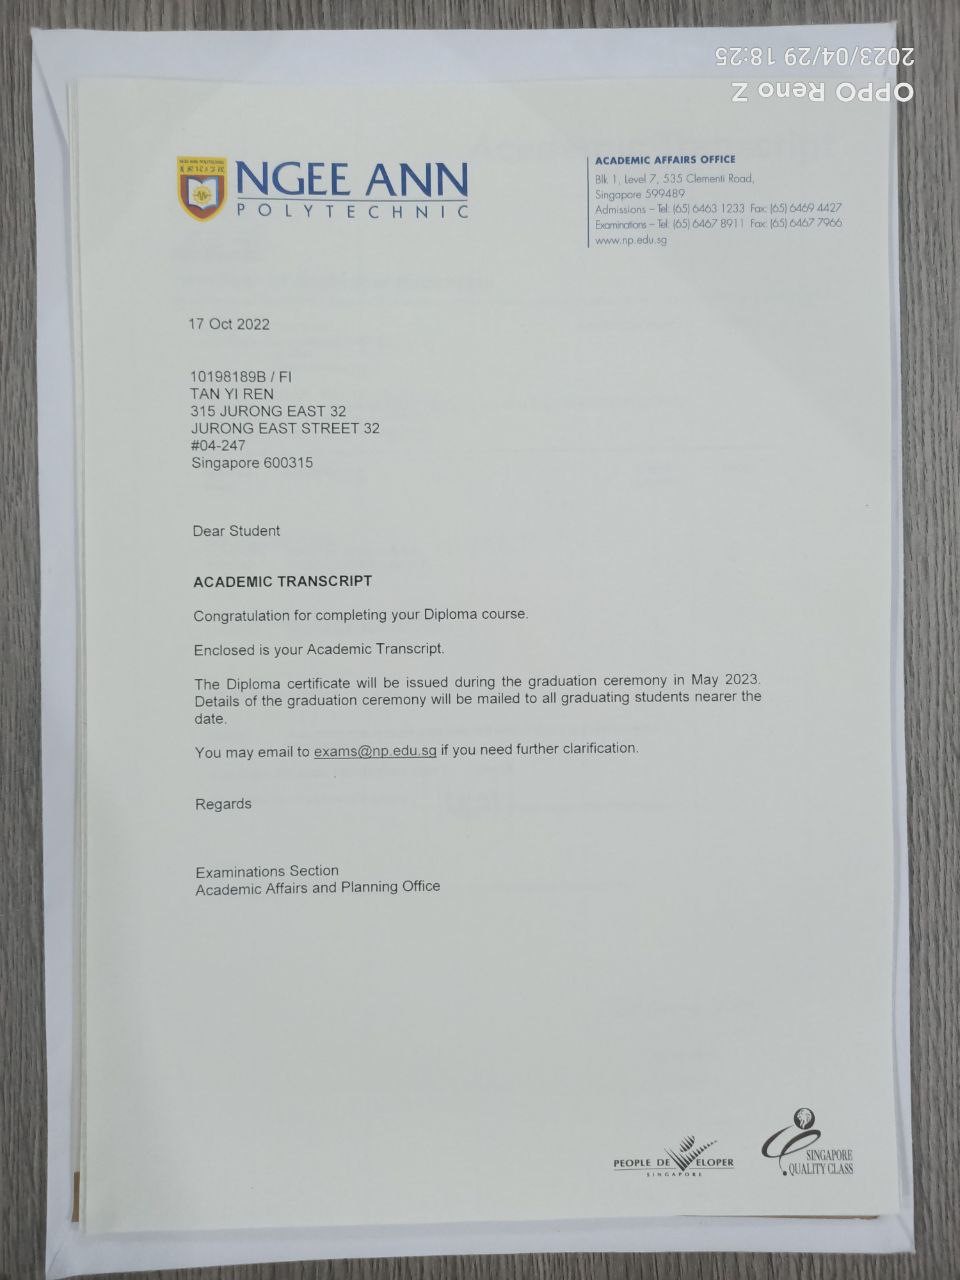 2023/04/29 18:25
OPPO Reno Z
NGEE ANN
POLYTECHNIC
ACADEMIC AFFAIRS OFFICE
Blk 1, Level 7, 535 Clementi Road,
Singapore 599489
Admissions – Tel: (65) 6463 1233 Fax: (65) 6469 4427
Examinations – Tel: (65) 6467 8911 Fax: (65) 6467 7966
www.np.edu.sg
17 Oct 2022
10198189B / FI
TAN YI REN
315 JURONG EAST 32
JURONG EAST STREET 32
#04-247
Singapore 600315
Dear Student
ACADEMIC TRANSCRIPT
Congratulation for completing your Diploma course.
Enclosed is your Academic Transcript.
The Diploma certificate will be issued during the graduation ceremony in May 2023.
Details of the graduation ceremony will be mailed to all graduating students nearer the
date.
You may email to exams@np.edu.sg if you need further clarification.
Regards
Examinations Section
Academic Affairs and Planning Office
PEOPLE DEVELOPER
SINGAPORE
SINGAPORE
QUALITY CLASS